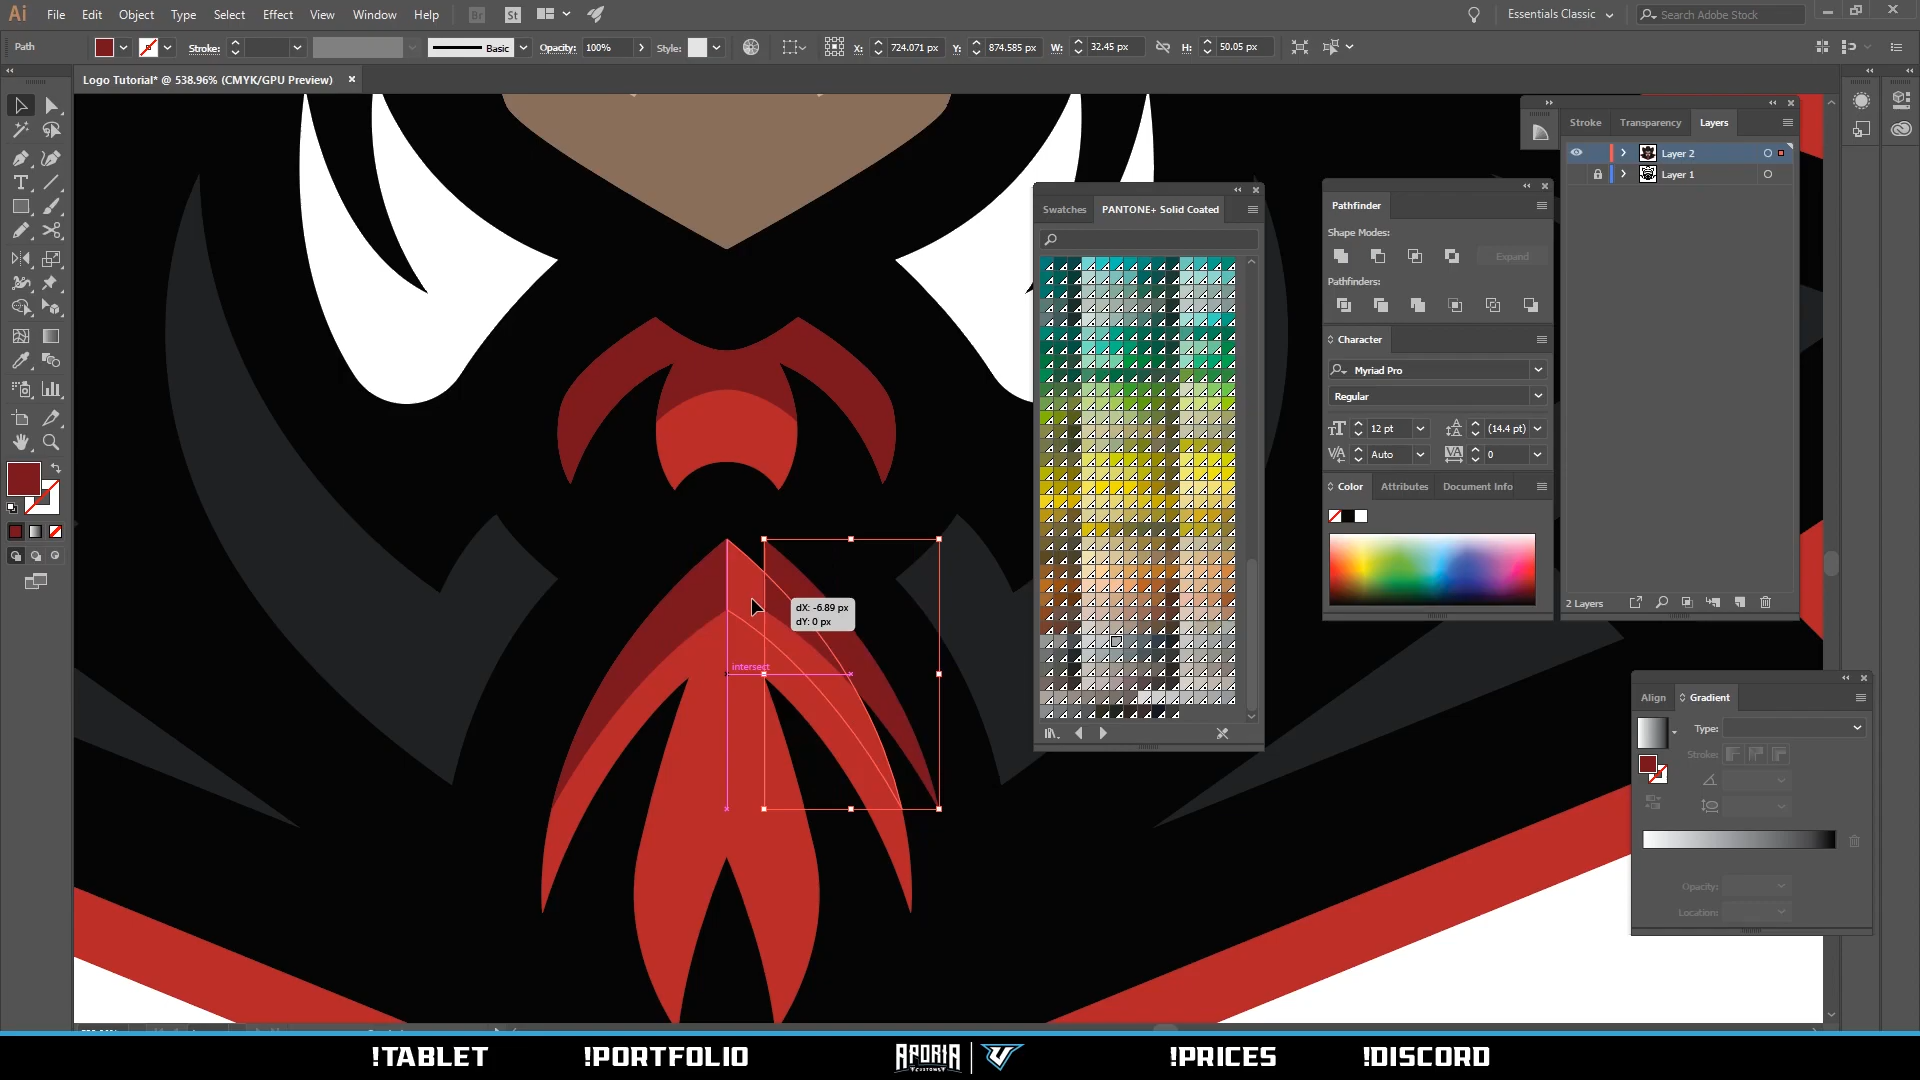 Ai File Edit Object Type Select Effect View Window Help Br St Essentials Classic Search Adobe Stock
Path Stroke: Basic Opacity: 100% Style: X: 724.071 px Y: 874.585 px W: 32.45 px H: 50.05 px
Logo Tutorial* @ 538.96% (CMYK/GPU Preview)
Stroke Transparency Layers
Layer 2
Layer 1
2 Layers
Swatches PANTONE+ Solid Coated
Pathfinder
Shape Modes:
Expand
Pathfinders:
Character
Myriad Pro
Regular
12 pt (14.4 pt)
Auto 0
Color Attributes Document Info
dX: -6.89 px
dY: 0 px
intersect
Align Gradient
Type:
Stroke:
Opacity:
Location:
!TABLET !PORTFOLIO APORIA CUSTOMS !PRICES !DISCORD